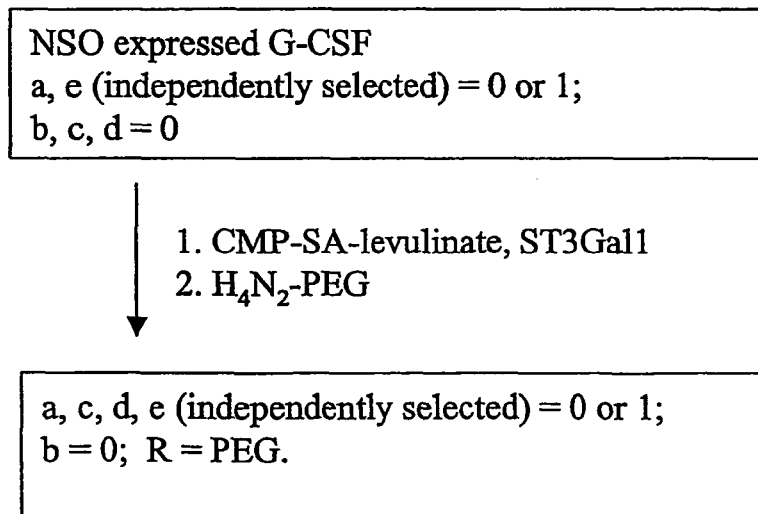 NSO expressed G-CSF
a, e (independently selected) = 0 or 1;
b, c, d = 0
1. CMP-SA-levulinate, ST3Gal1
2. H₄N₂-PEG
a, c, d, e (independently selected) = 0 or 1;
b = 0; R = PEG.